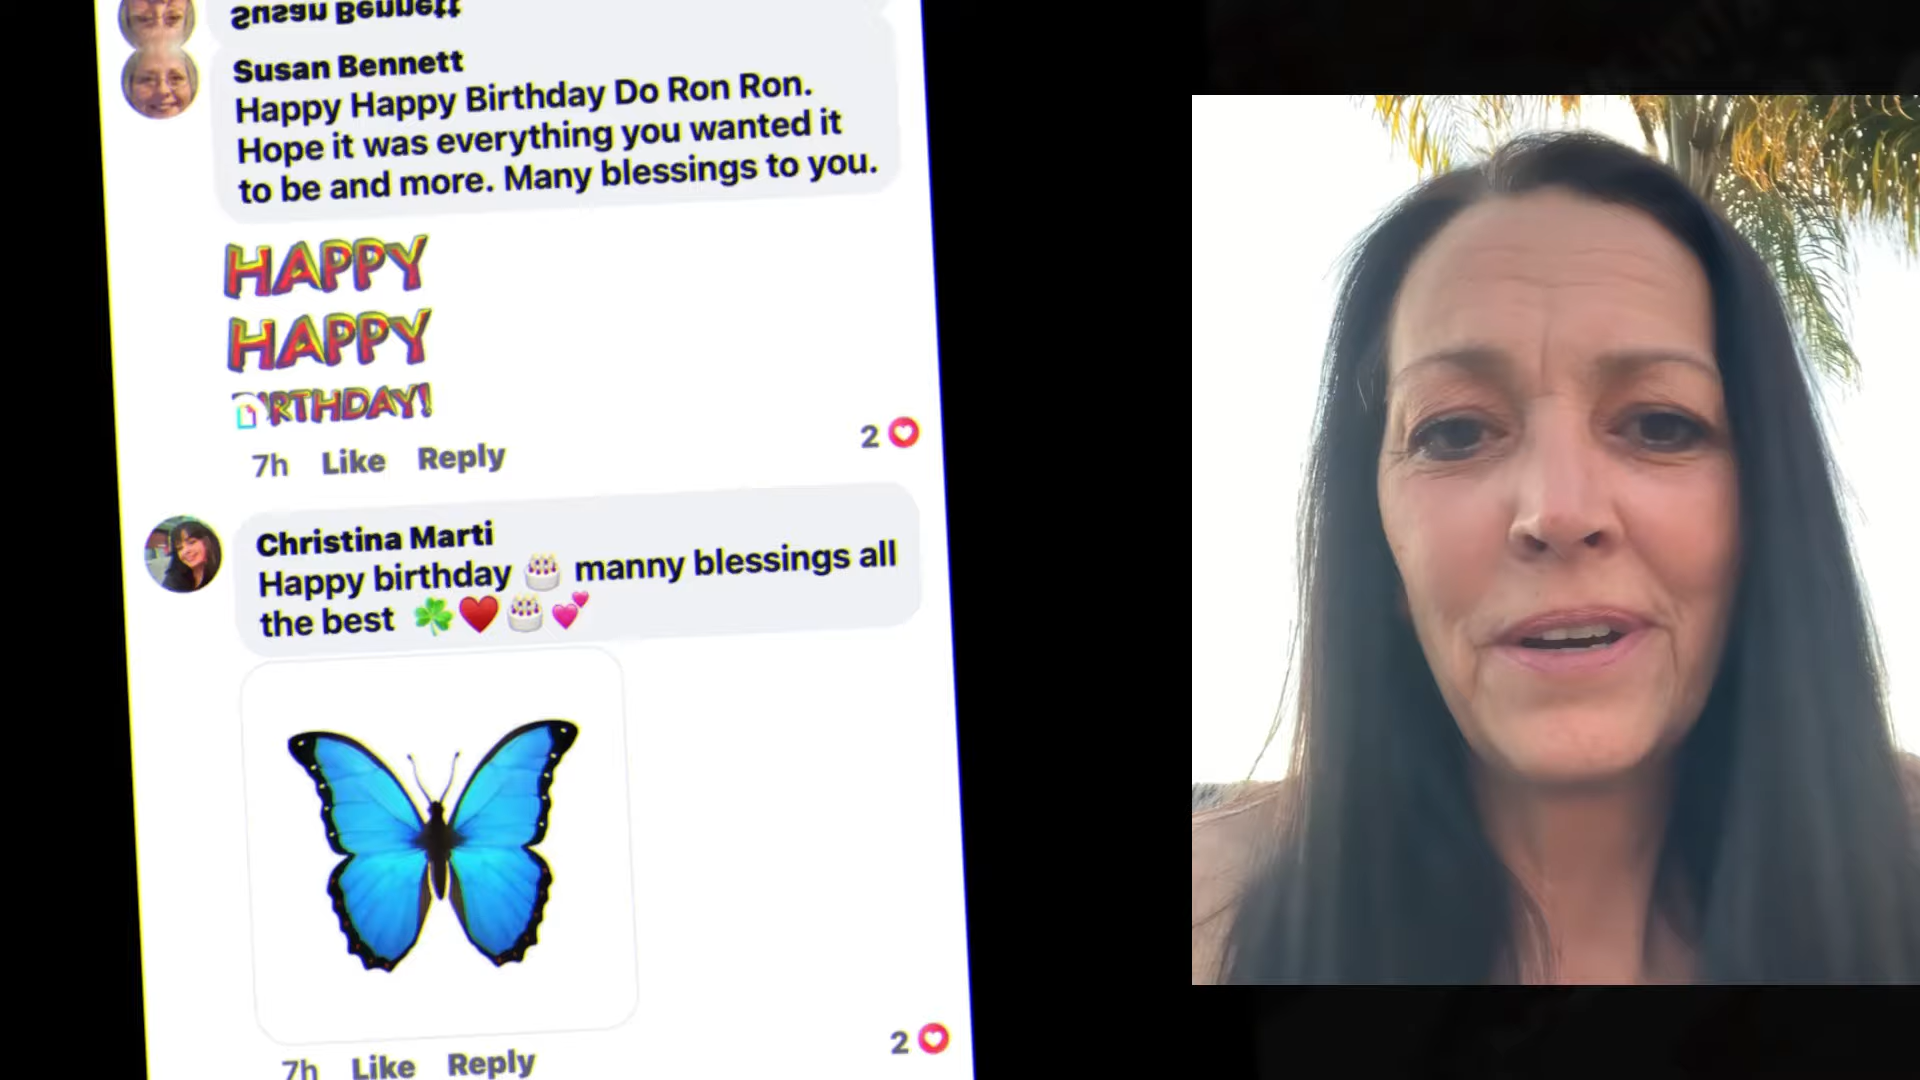 Susan Bennett
Susan Bennett
Happy Happy Birthday Do Ron Ron.
Hope it was everything you wanted it
to be and more. Many blessings to you.
HAPPY
HAPPY
BIRTHDAY!
7h Like Reply 2
Christina Marti
Happy birthday 🎂 manny blessings all
the best ☘️❤️🎂💕
7h Like Reply 2